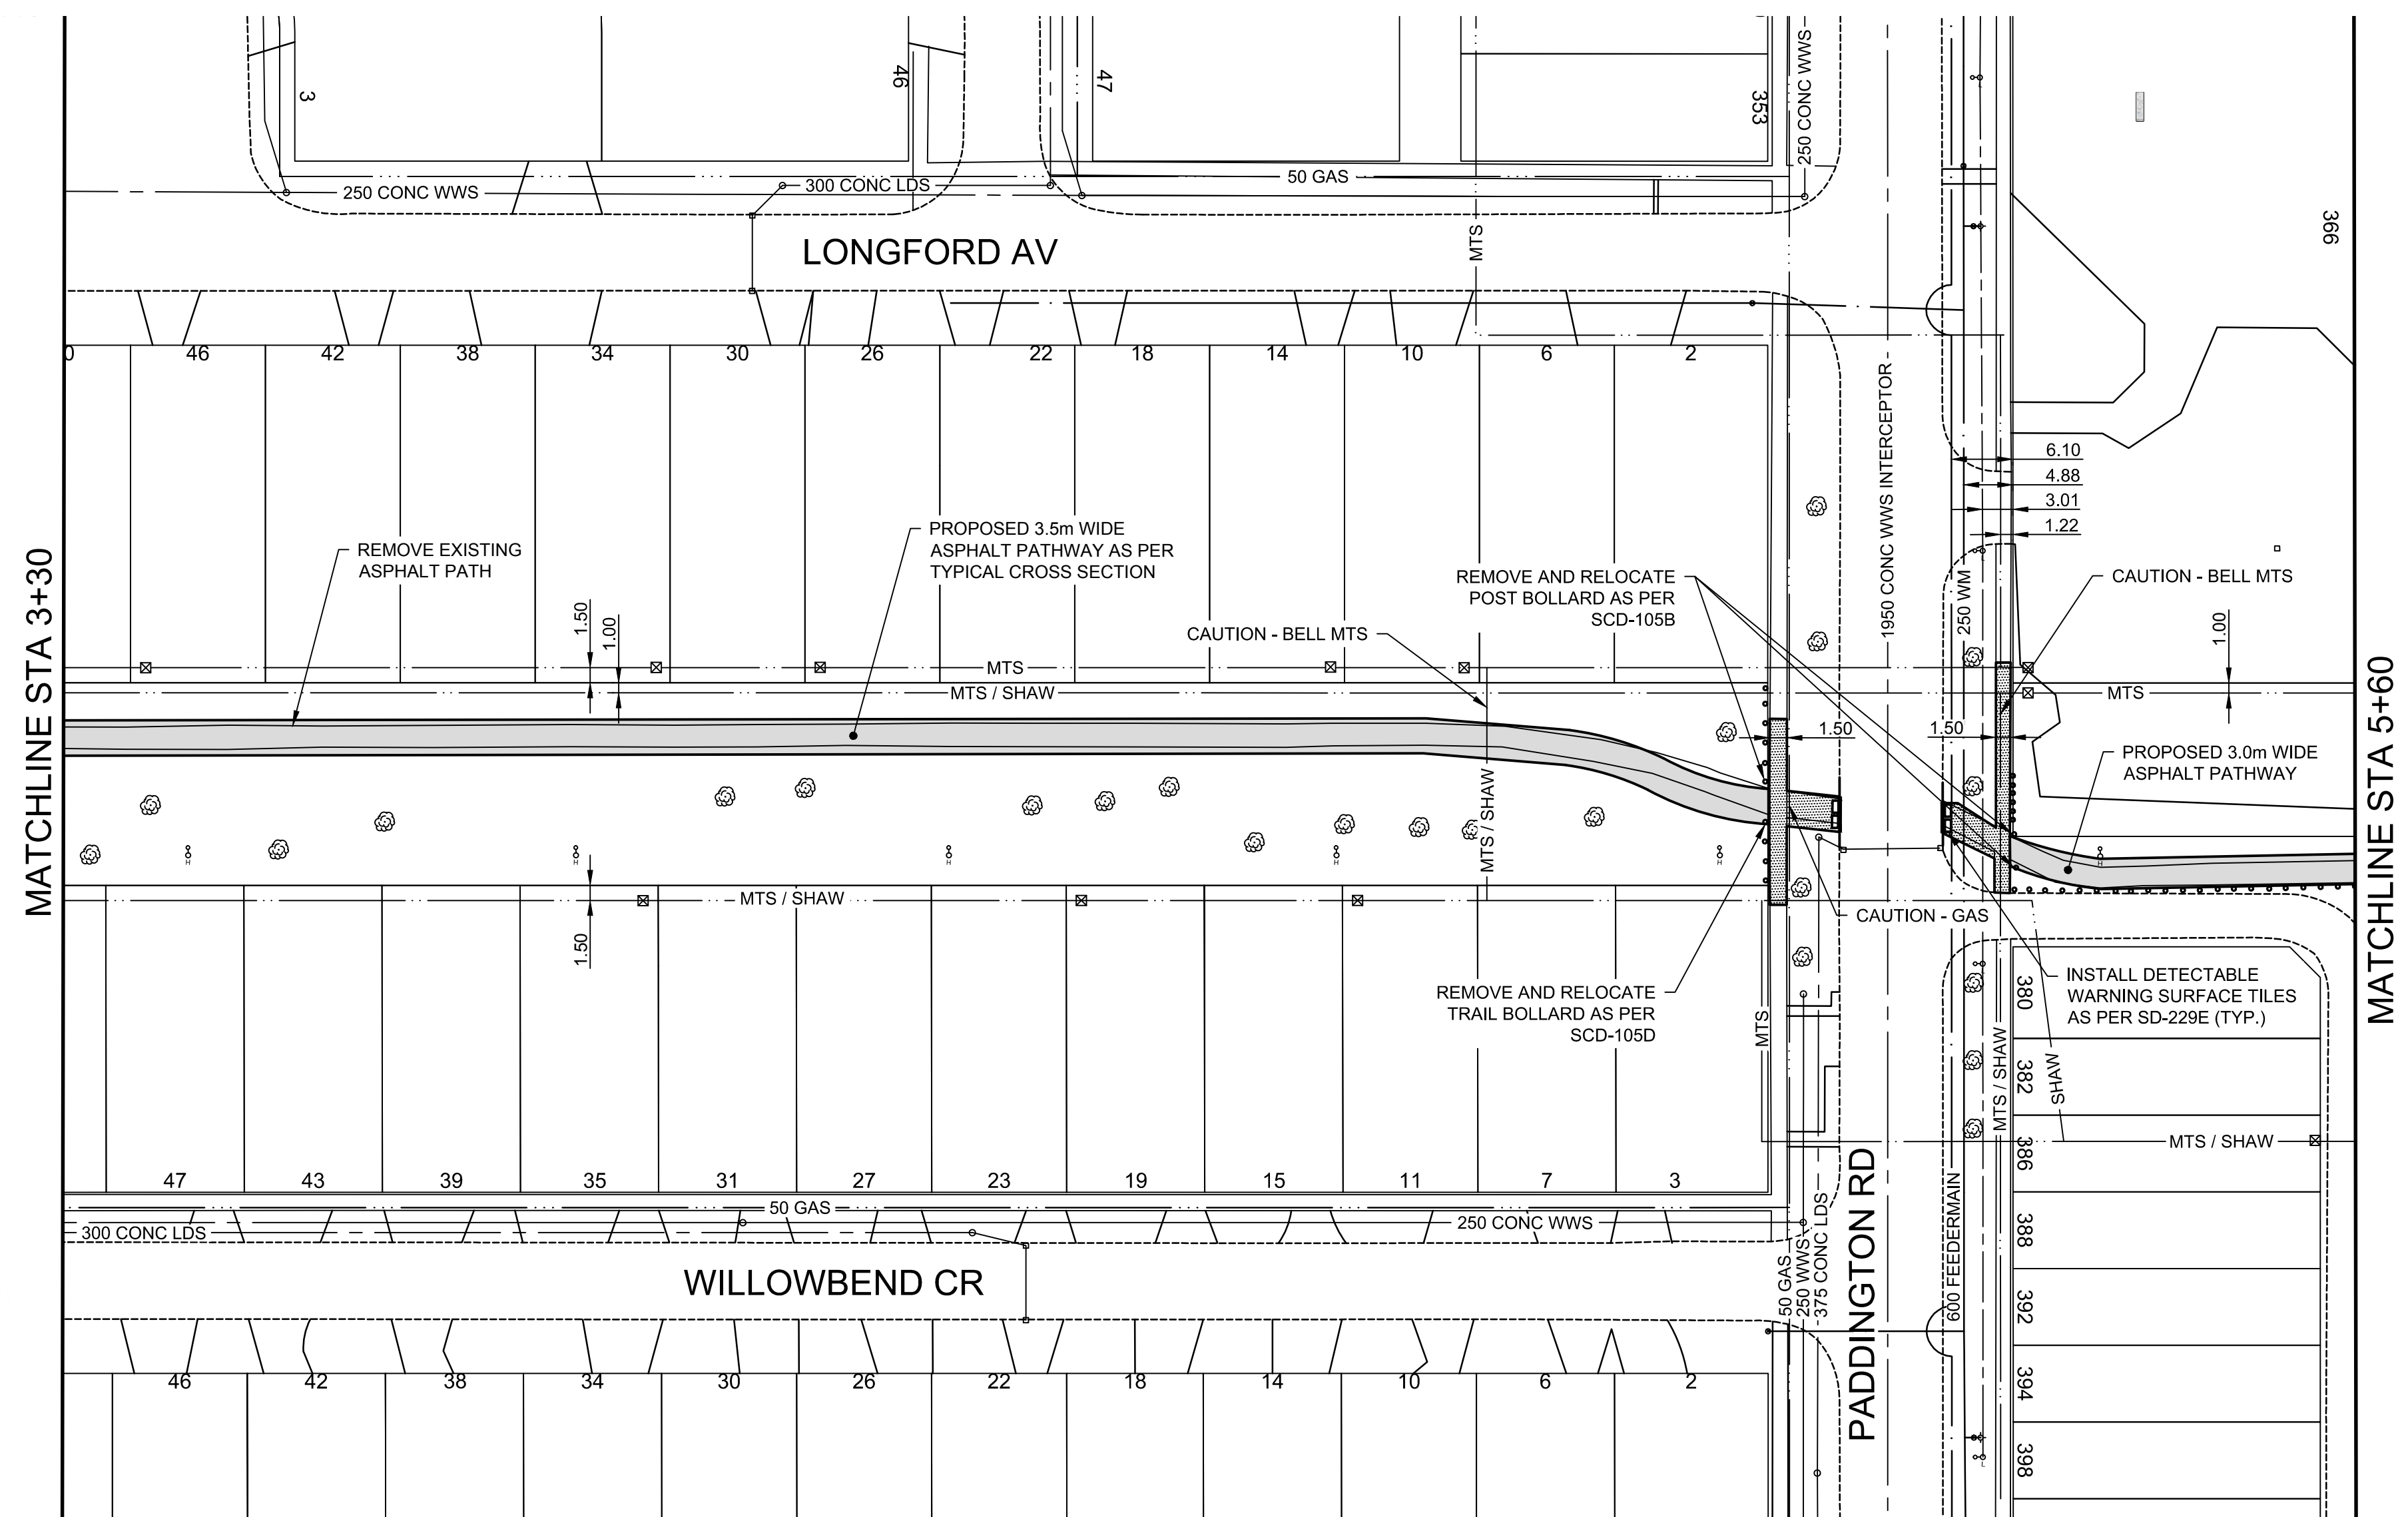 3
46
47
353
250 CONC WWS
366
250 CONC WWS
300 CONC LDS
50 GAS
LONGFORD AV
MTS
0
46
42
38
34
30
26
22
18
14
10
6
2
1950 CONC WWS INTERCEPTOR
6.10
4.88
3.01
1.22
MATCHLINE STA 3+30
REMOVE EXISTING
ASPHALT PATH
PROPOSED 3.5m WIDE
ASPHALT PATHWAY AS PER
TYPICAL CROSS SECTION
REMOVE AND RELOCATE
POST BOLLARD AS PER
SCD-105B
CAUTION - BELL MTS
250 WM
CAUTION - BELL MTS
1.50
1.00
1.00
MTS
MTS / SHAW
MTS
1.50
1.50
PROPOSED 3.0m WIDE
ASPHALT PATHWAY
MATCHLINE STA 5+60
MTS / SHAW
H
H
H
H
H
H
MTS / SHAW
1.50
CAUTION - GAS
REMOVE AND RELOCATE
TRAIL BOLLARD AS PER
SCD-105D
MTS
INSTALL DETECTABLE
WARNING SURFACE TILES
AS PER SD-229E (TYP.)
380
382
386
388
392
394
398
MTS / SHAW
SHAW
MTS / SHAW
47
43
39
35
31
27
23
19
15
11
7
3
50 GAS
300 CONC LDS
250 CONC WWS
WILLOWBEND CR
50 GAS
250 WWS
375 CONC LDS
PADDINGTON RD
600 FEEDERMAIN
46
42
38
34
30
26
22
18
14
10
6
2